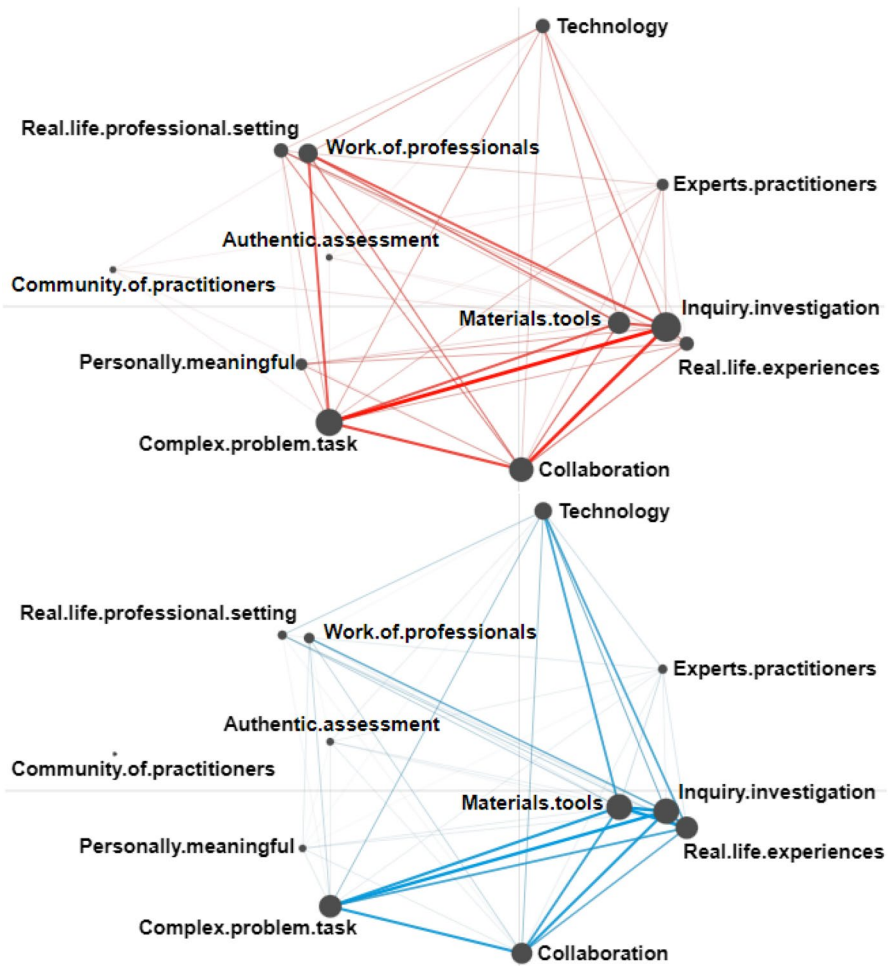 Technology
Real.life.professional.setting
Work.of.professionals
Experts.practitioners
Authentic.assessment
Community.of.practitioners
Inquiry.investigation
Materials.tools
Personally.meaningful
Real.life.experiences
Complex.problem.task
Collaboration
Technology
Real.life.professional.setting
Work.of.professionals
Experts.practitioners
Authentic.assessment
Community.of.practitioners
Inquiry.investigation
Materials.tools
Personally.meaningful
Real.life.experiences
Complex.problem.task
Collaboration